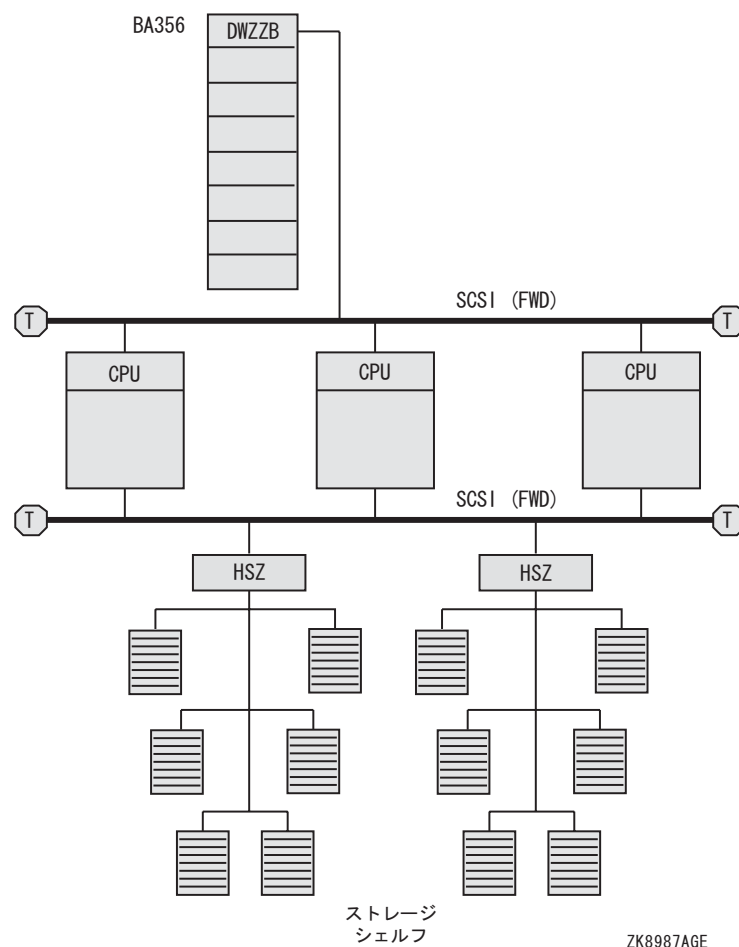 BA356
DWZZB
SCSI (FWD)
T
T
CPU
CPU
CPU
SCSI (FWD)
T
T
HSZ
HSZ
ストレージ
シェルフ
ZK8987AGE